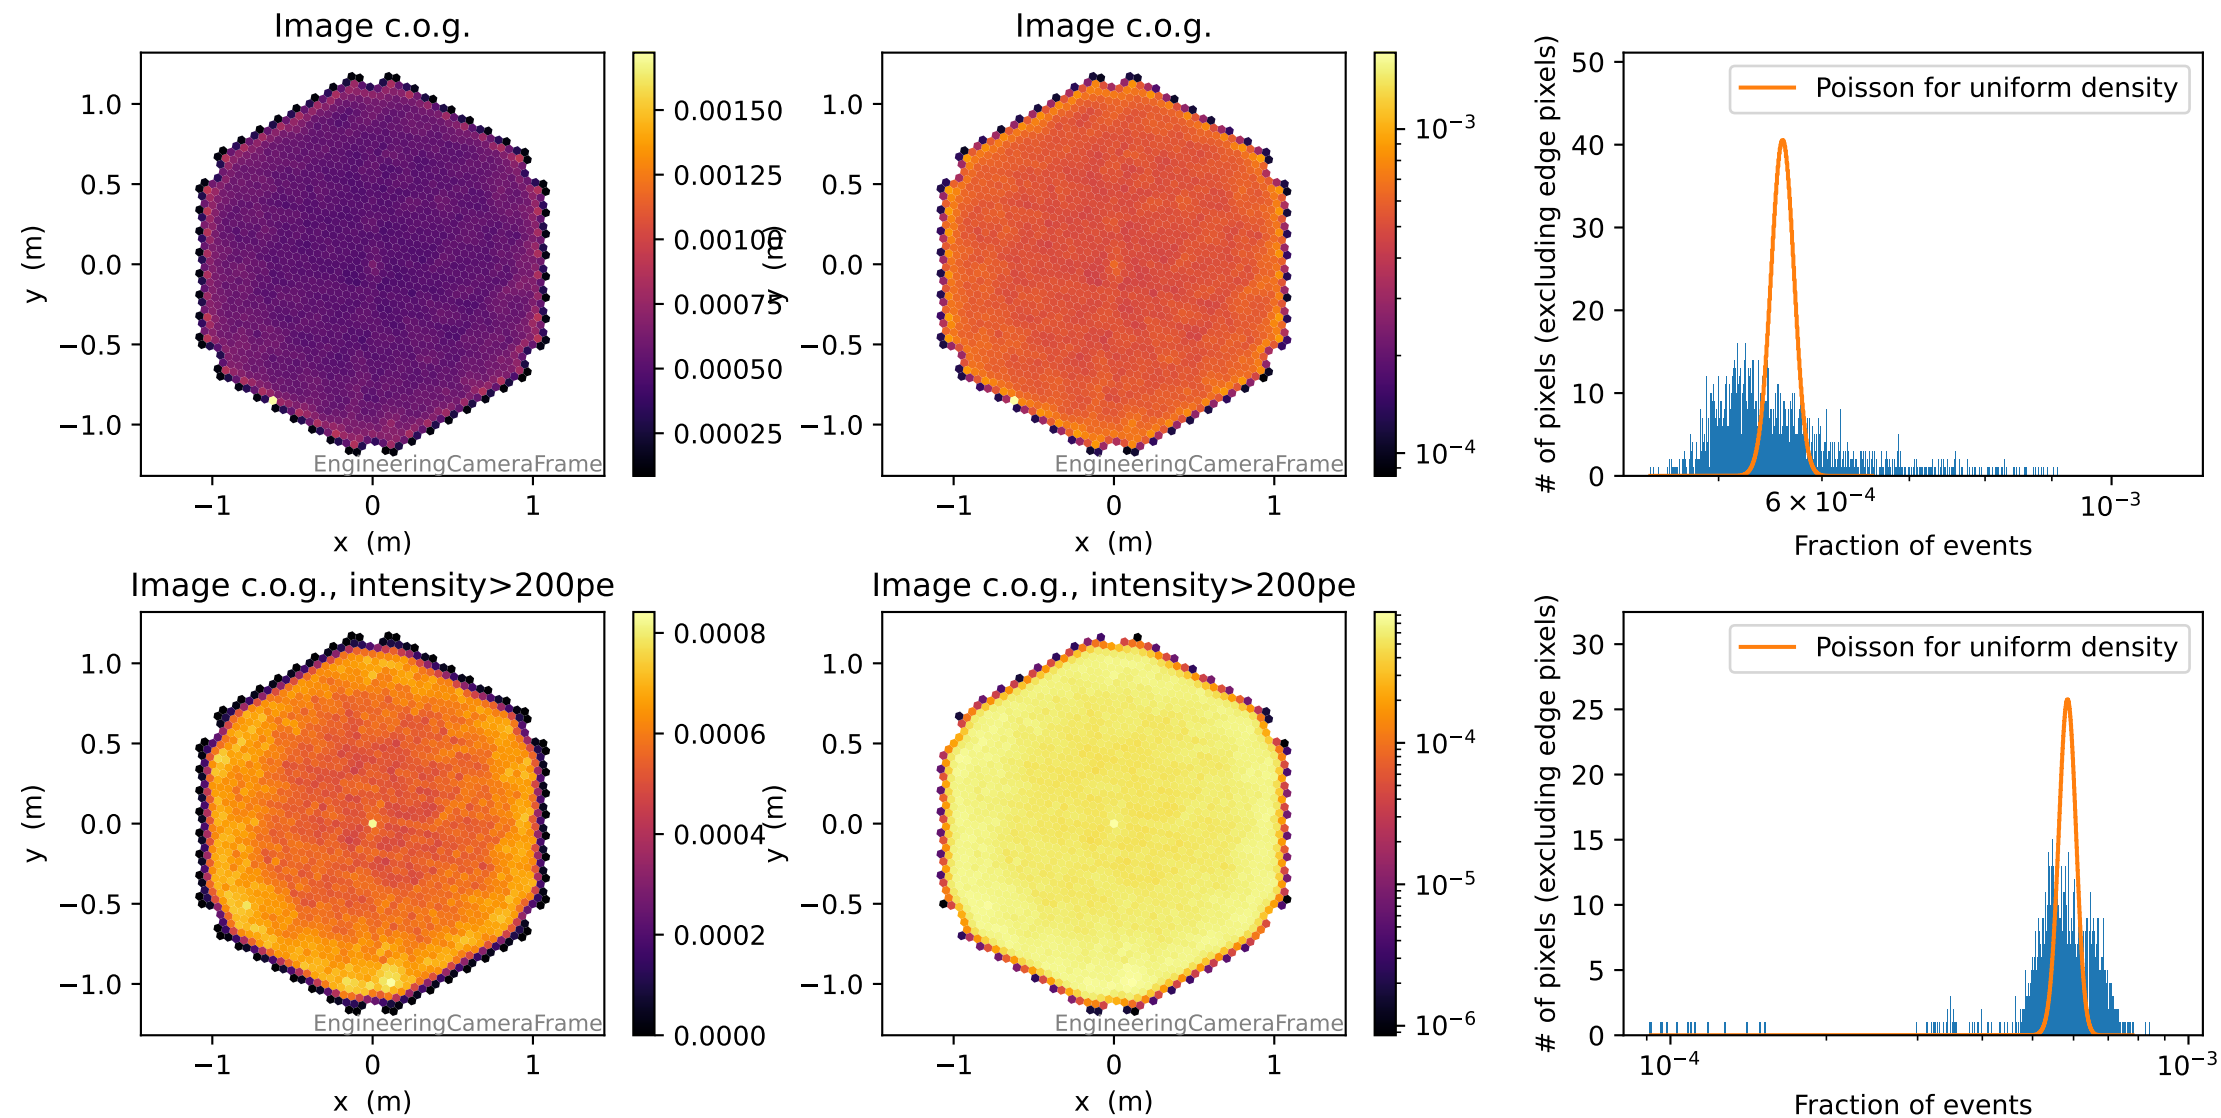 Image c.o.g.
y (m)
1.0
0.5
0.0
−0.5
−1.0
−1 0 1
x (m)
EngineeringCameraFrame
0.00150
0.00125
0.00100
0.00075
0.00050
0.00025
Image c.o.g.
y (m)
1.0
0.5
0.0
−0.5
−1.0
−1 0 1
x (m)
EngineeringCameraFrame
10⁻³
10⁻⁴
# of pixels (excluding edge pixels)
50
40
30
20
10
0
Poisson for uniform density
6 × 10⁻⁴ 10⁻³
Fraction of events
Image c.o.g., intensity>200pe
y (m)
1.0
0.5
0.0
−0.5
−1.0
−1 0 1
x (m)
EngineeringCameraFrame
0.0008
0.0006
0.0004
0.0002
0.0000
Image c.o.g., intensity>200pe
y (m)
1.0
0.5
0.0
−0.5
−1.0
−1 0 1
x (m)
EngineeringCameraFrame
10⁻⁴
10⁻�5
10⁻⁶
# of pixels (excluding edge pixels)
30
25
20
15
10
5
0
Poisson for uniform density
10⁻⁴ 10⁻³
Fraction of events